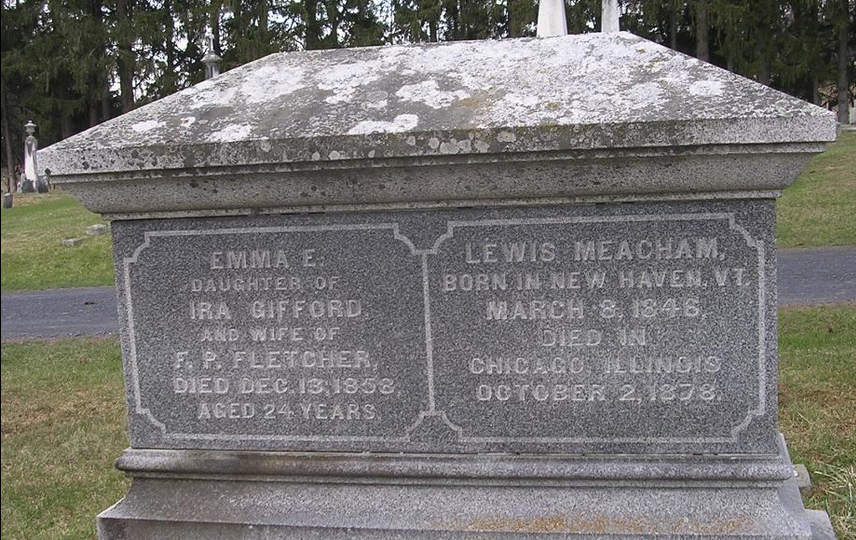 EMMA E.
DAUGHTER OF
IRA GIFFORD.
AND WIFE OF
F. P. FLETCHER,
DIED DEC. 13, 1858,
AGED 24 YEARS.
LEWIS MEACHAM,
BORN IN NEW HAVEN, VT.
MARCH 8, 1846,
DIED IN
CHICAGO, ILLINOIS
OCTOBER 2, 1878.